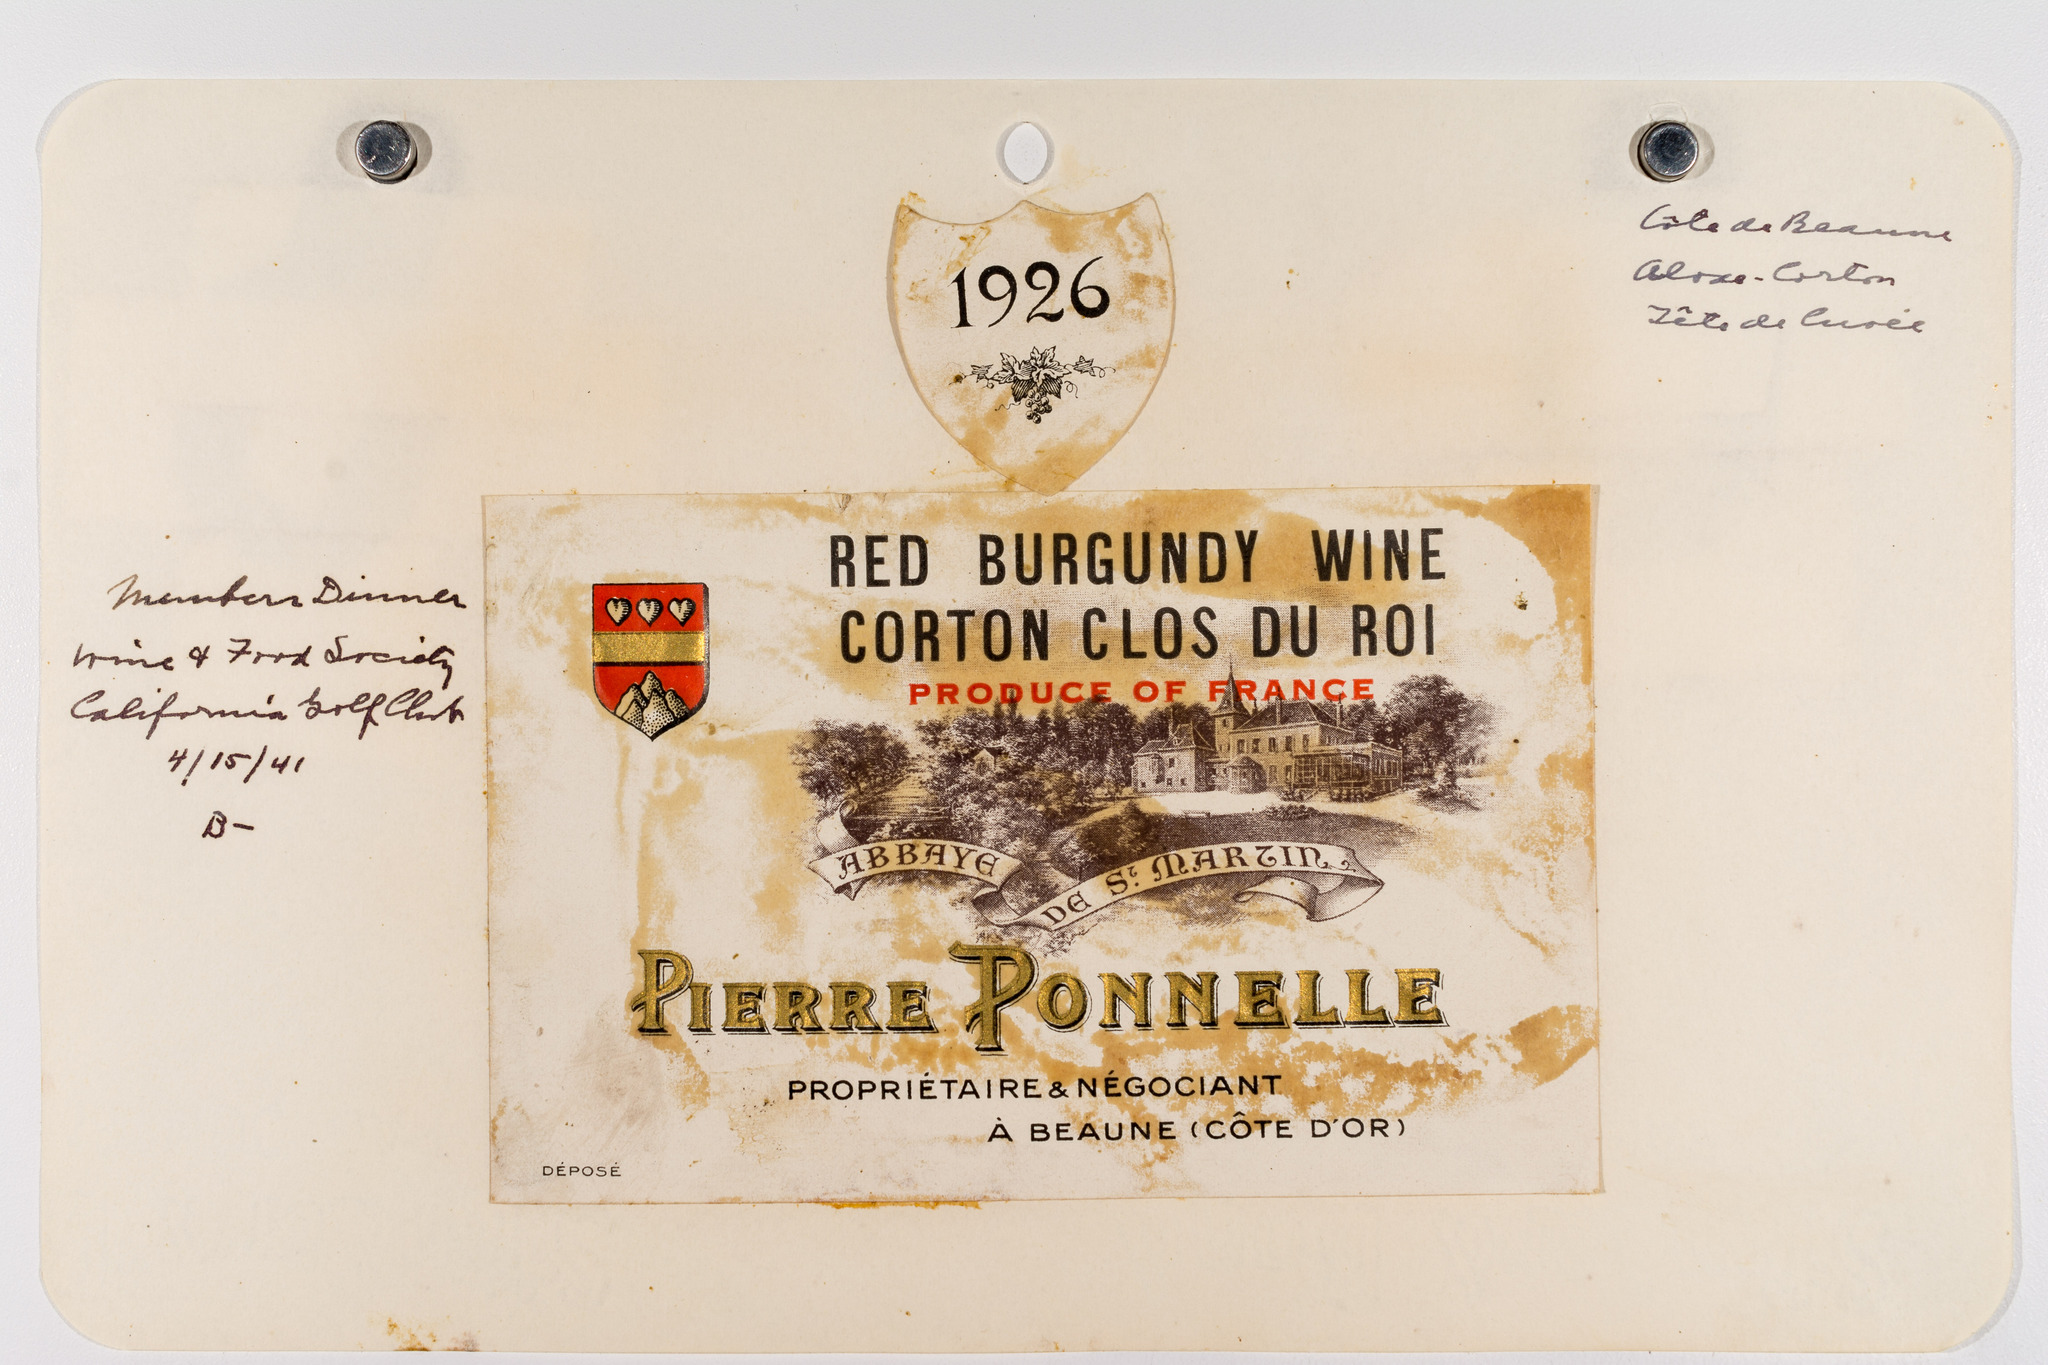 Côte de Beaune
Aloxe-Corton
Tête de Cuvée
1926
Members Dinner
Wine & Food Society
California Golf Club
4/15/41
B-
RED BURGUNDY WINE
CORTON CLOS DU ROI
PRODUCE OF FRANCE
ABBAYE DE ST. MARTIN
PIERRE PONNELLE
PROPRIÉTAIRE & NÉGOCIANT
À BEAUNE (CÔTE D'OR)
DÉPOSÉ